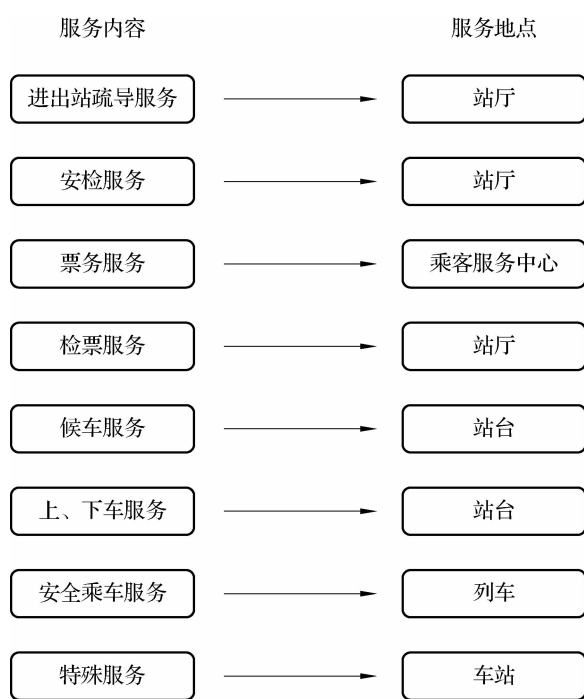 服务内容 服务地点
进出站疏导服务 站厅
安检服务 站厅
票务服务 乘客服务中心
检票服务 站厅
候车服务 站台
上、下车服务 站台
安全乘车服务 列车
特殊服务 车站